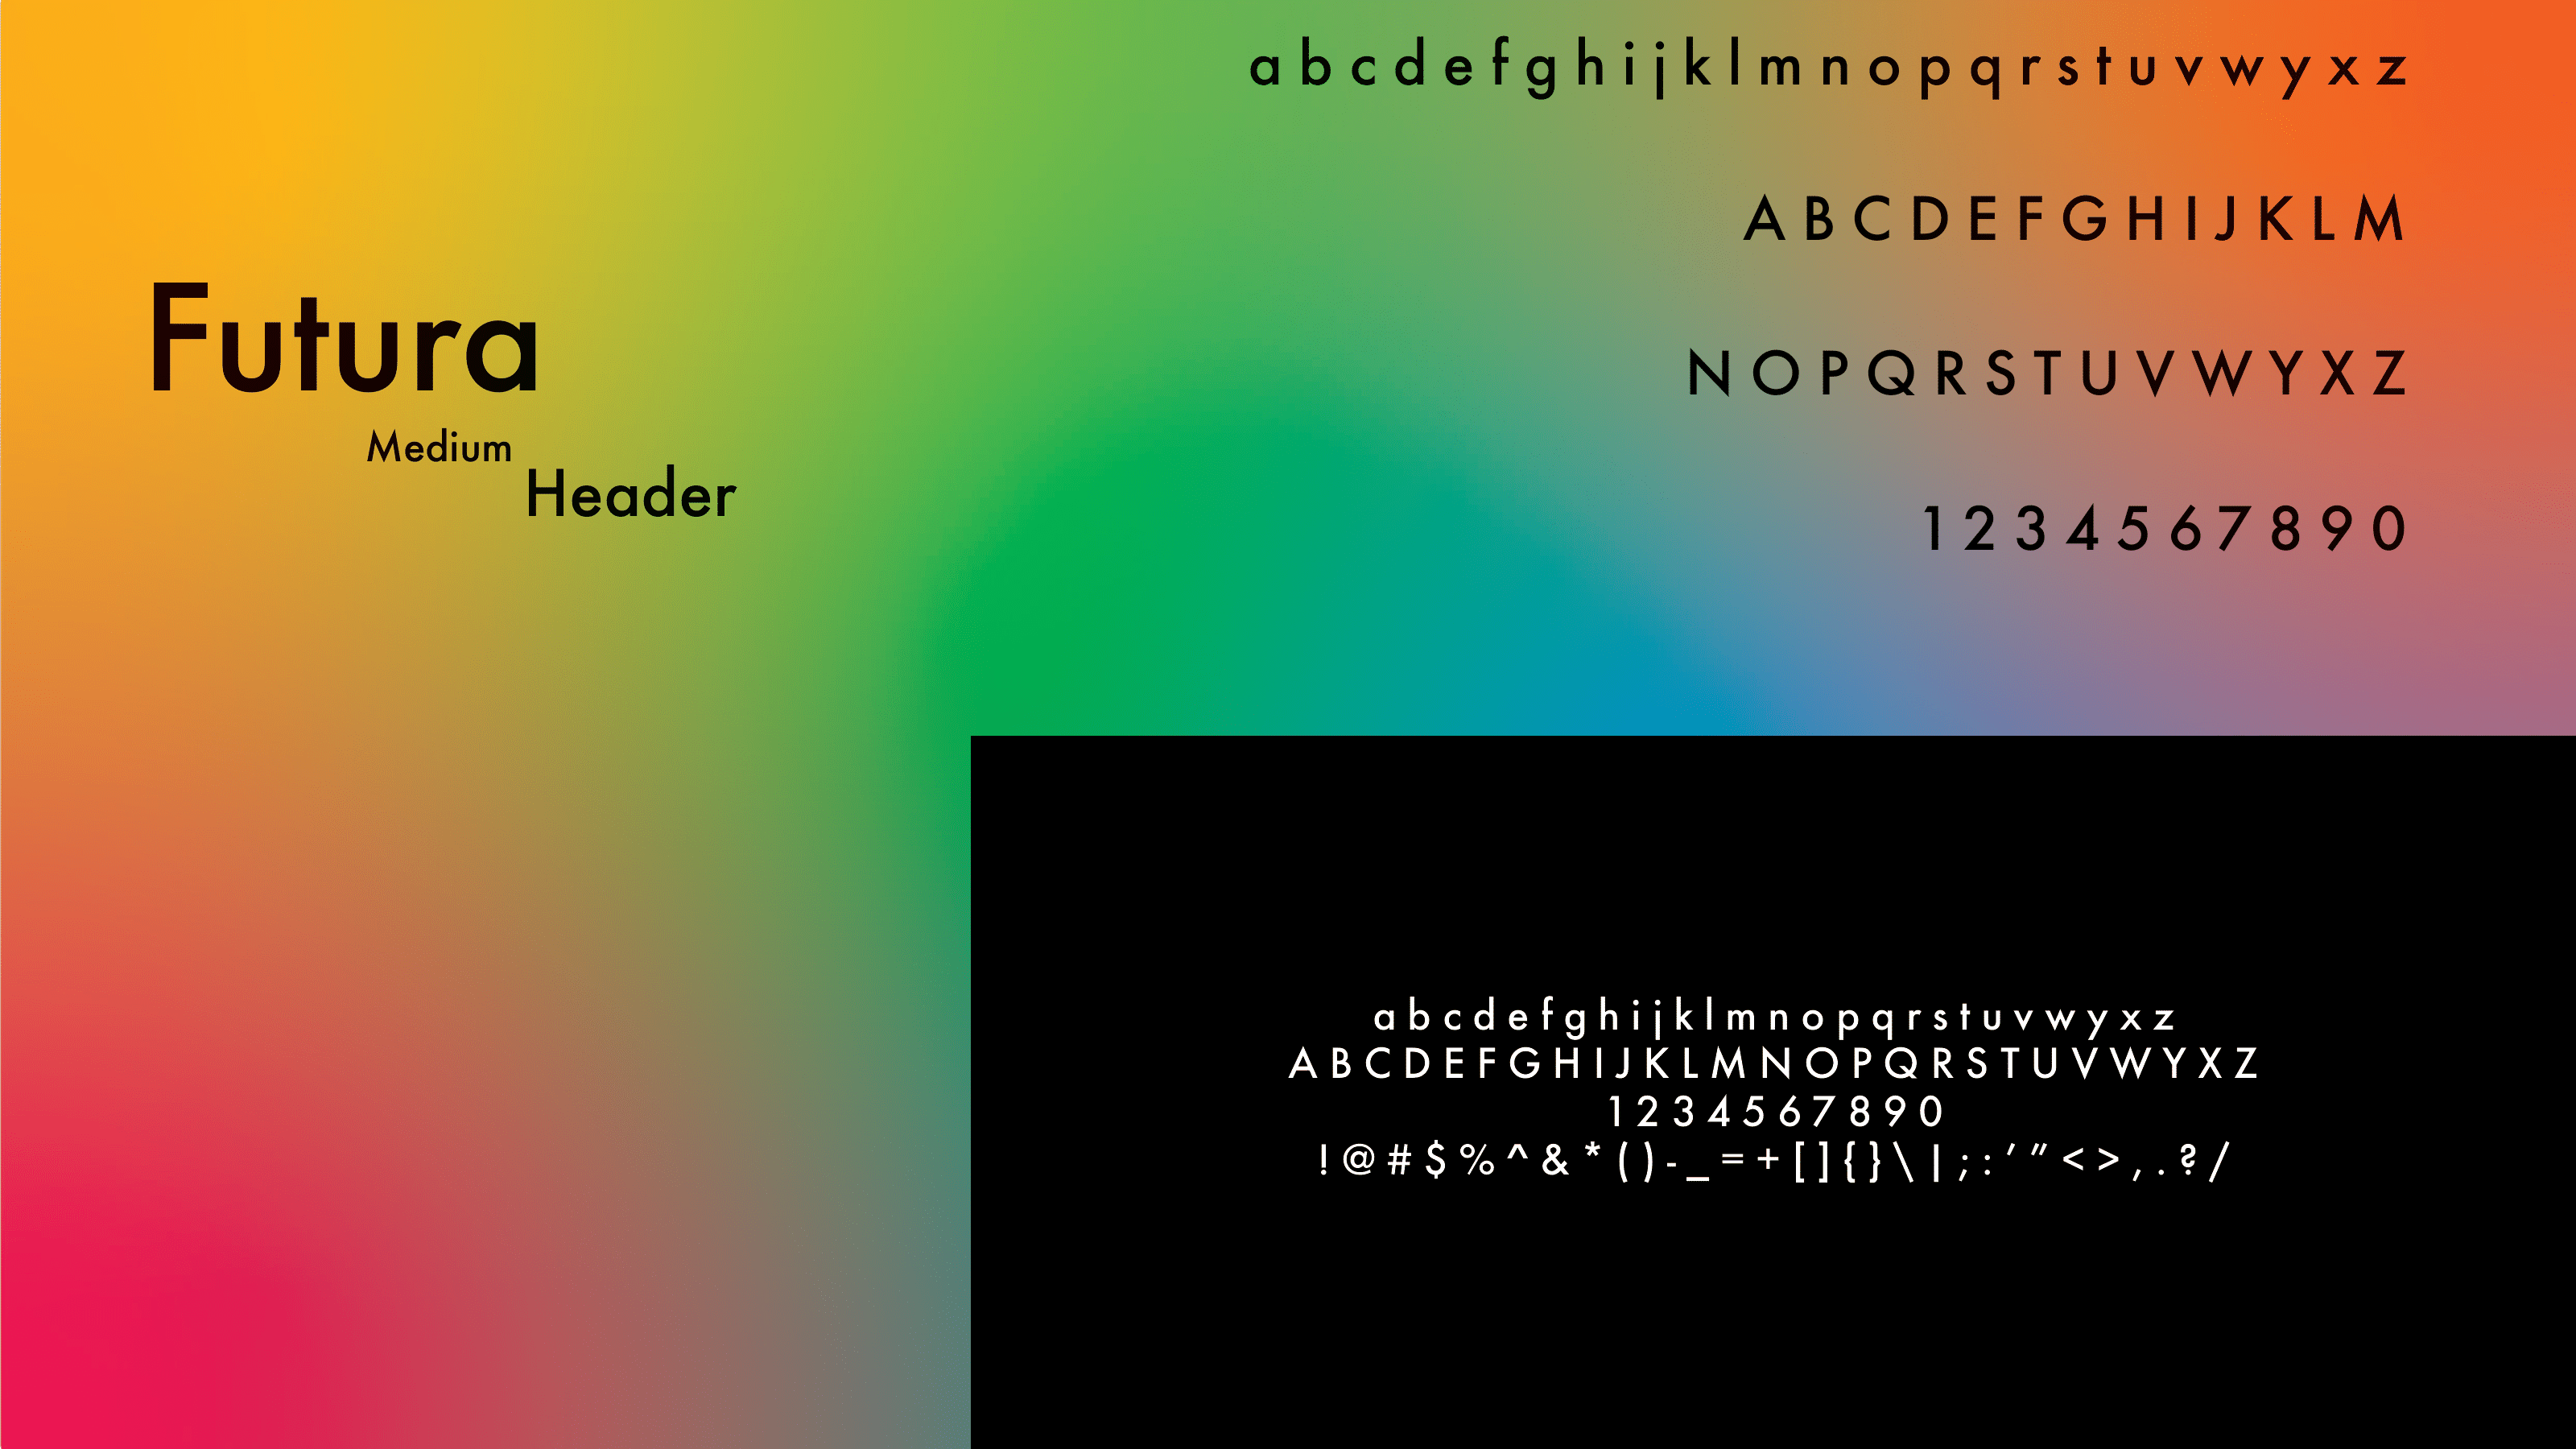 Futura
Medium
Header
a b c d e f g h i j k l m n o p q r s t u v w y x z
A B C D E F G H I J K L M
N O P Q R S T U V W Y X Z
1 2 3 4 5 6 7 8 9 0
a b c d e f g h i j k l m n o p q r s t u v w y x z
A B C D E F G H I J K L M N O P Q R S T U V W Y X Z
1 2 3 4 5 6 7 8 9 0
! @ # $ % ^ & * ( ) - _ = + [ ] { } \ | ; : ’ ” < > , . ? /